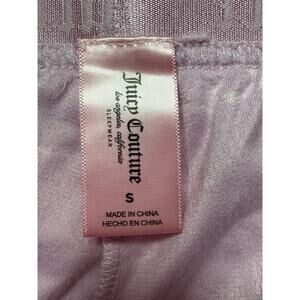 Juicy Couture
los angeles, california
SLEEPWEAR
S
MADE IN CHINA
HECHO EN CHINA